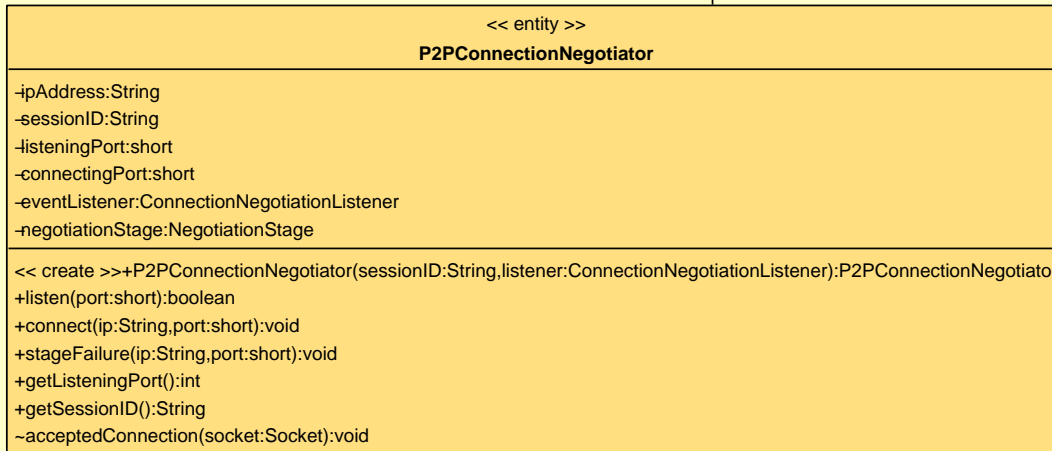 << entity >>
P2PConnectionNegotiator
-ipAddress:String
-sessionID:String
-listeningPort:short
-connectingPort:short
-eventListener:ConnectionNegotiationListener
-negotiationStage:NegotiationStage
<< create >>+P2PConnectionNegotiator(sessionID:String,listener:ConnectionNegotiationListener):P2PConnectionNegotiato
+listen(port:short):boolean
+connect(ip:String,port:short):void
+stageFailure(ip:String,port:short):void
+getListeningPort():int
+getSessionID():String
~acceptedConnection(socket:Socket):void